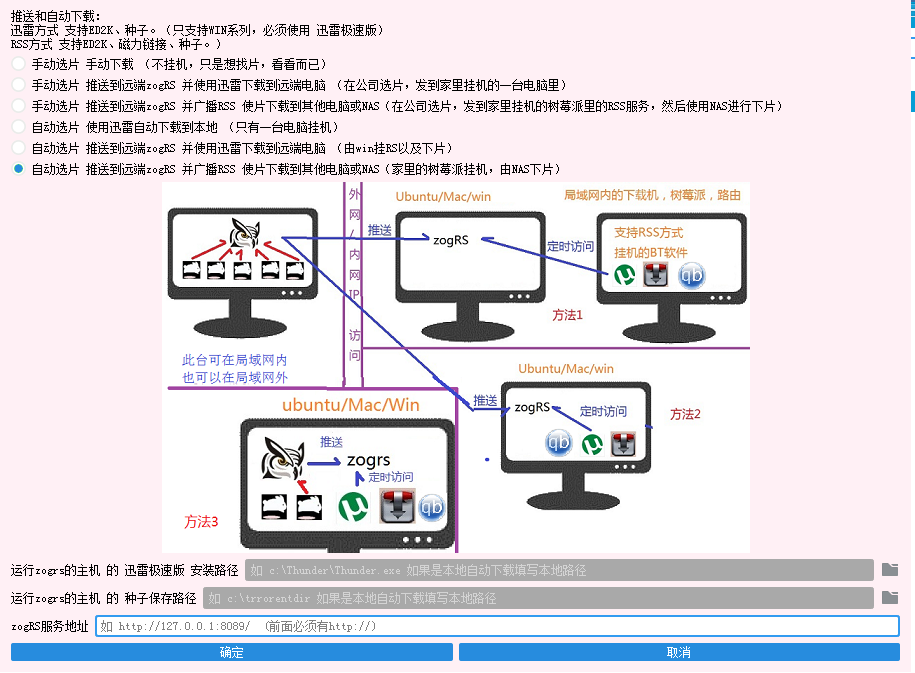 推送和自动下载：
迅雷方式 支持ED2K、种子。（只支持WIN系列，必须使用 迅雷极速版）
RSS方式 支持ED2K、磁力链接、种子。）
手动选片 手动下载 （不挂机，只是想找片，看看而已）
手动选片 推送到远端zogRS 并使用迅雷下载到远端电脑 （在公司选片，发到家里挂机的一台电脑里）
手动选片 推送到远端zogRS 并广播RSS 使片下载到其他电脑或NAS（在公司选片，发到家里挂机的树莓派里的RSS服务，然后使用NAS进行下片）
自动选片 使用迅雷自动下载到本地 （只有一台电脑挂机）
自动选片 推送到远端zogRS 并使用迅雷下载到远端电脑 （由win挂RS以及下片）
自动选片 推送到远端zogRS 并广播RSS 使片下载到其他电脑或NAS（家里的树莓派挂机，由NAS下片）
外网/内网IP 访问
Ubuntu/Mac/win
局域网内的下载机，树莓派，路由
推送
zogRS
定时访问
支持RSS方式
挂机的BT软件
qb
方法1
此台可在局域网内
也可以在局域网外
Ubuntu/Mac/win
推送
zogRS
定时访问
qb
方法2
ubuntu/Mac/Win
推送
zogrs
定时访问
qb
方法3
运行zogrs的主机 的 迅雷极速版 安装路径
如 c:\Thunder\Thunder.exe 如果是本地自动下载填写本地路径
运行zogrs的主机 的 种子保存路径
如 c:\trrorentdir 如果是本地自动下载填写本地路径
zogRS服务地址
如 http://127.0.0.1:8089/ （前面必须有http://）
确定
取消